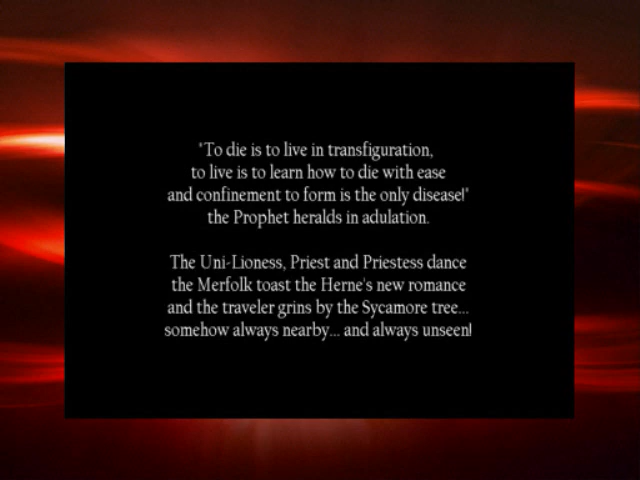 "To die is to live in transfiguration,
to live is to learn how to die with ease
and confinement to form is the only disease!"
the Prophet heralds in adulation.
The Uni-Lioness, Priest and Priestess dance
the Merfolk toast the Herne's new romance
and the traveler grins by the Sycamore tree...
somehow always nearby... and always unseen!